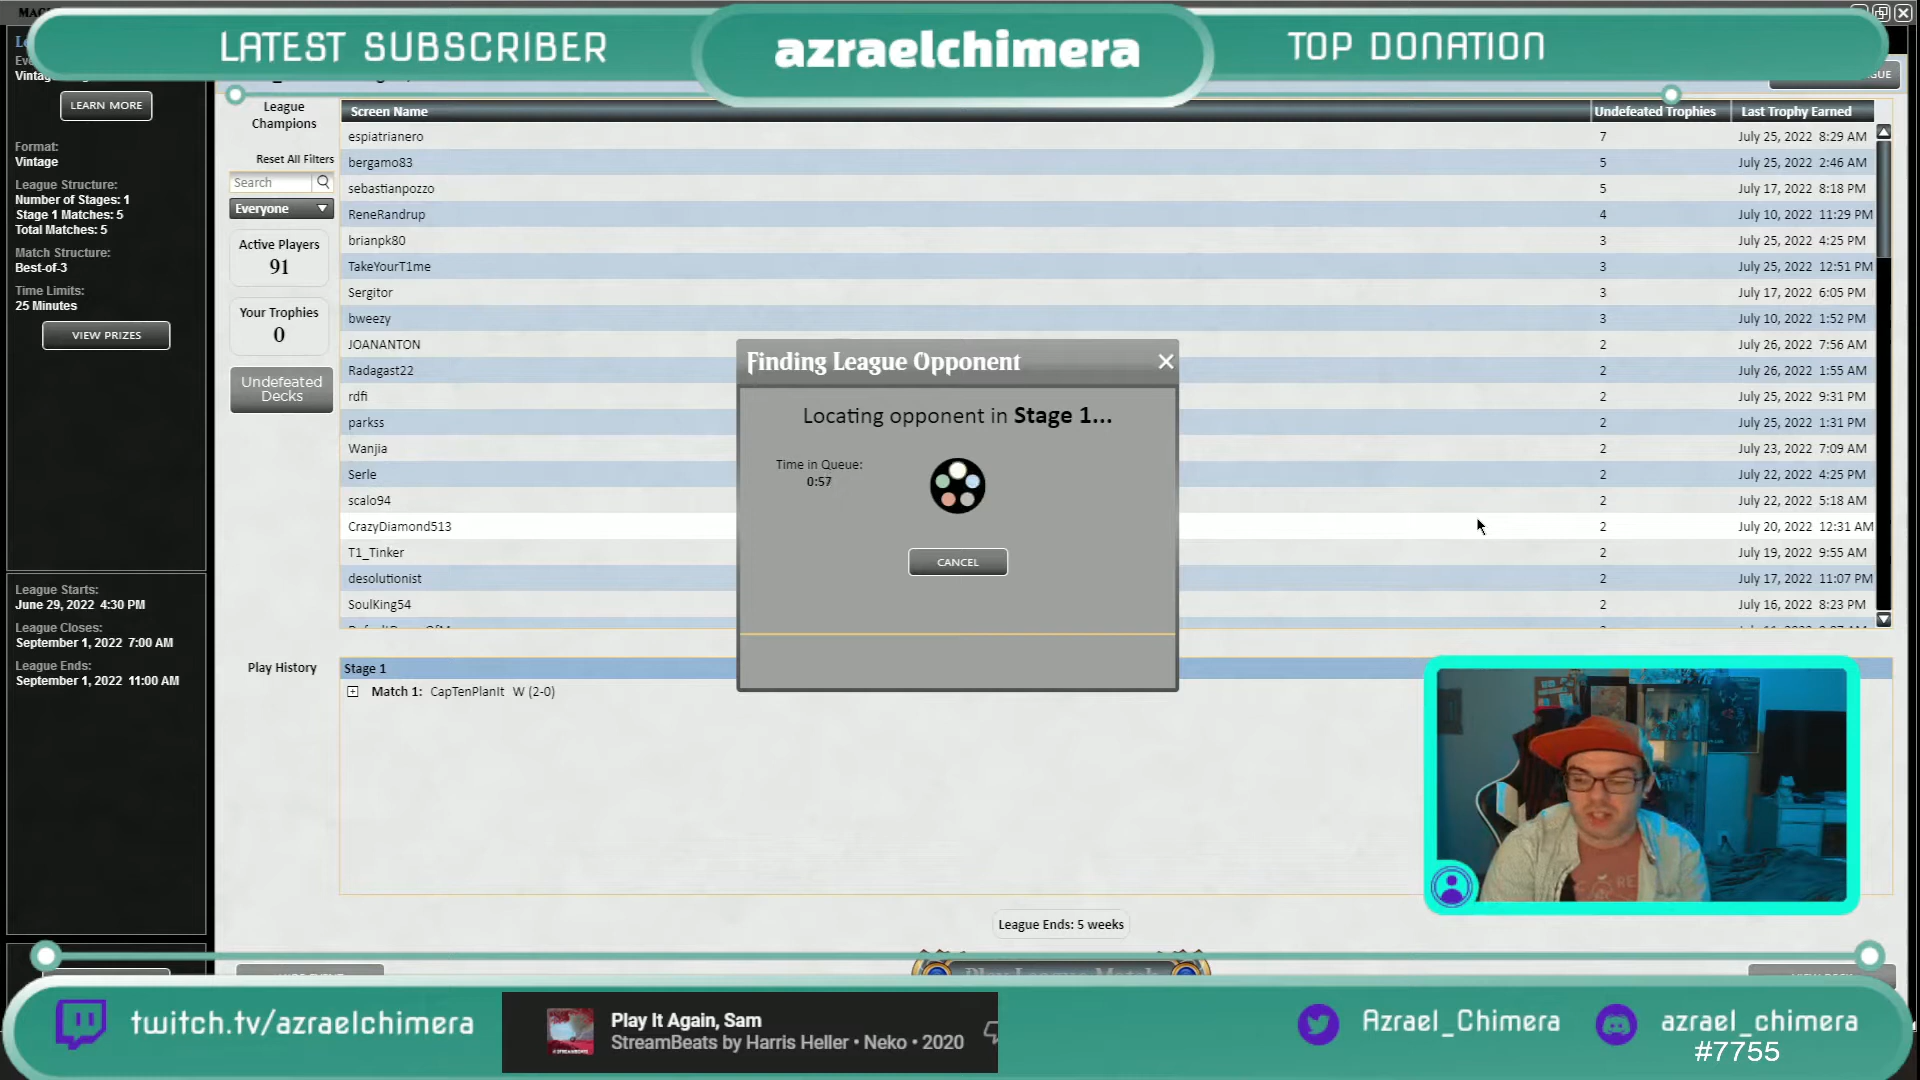 LATEST SUBSCRIBER
azraelchimera
TOP DONATION
LEARN MORE
Format:
Vintage
League Structure:
Number of Stages: 1
Stage 1 Matches: 5
Total Matches: 5
Match Structure:
Best-of-3
Time Limits:
25 Minutes
VIEW PRIZES
League Starts:
June 29, 2022 4:30 PM
League Closes:
September 1, 2022 7:00 AM
League Ends:
September 1, 2022 11:00 AM
League
Champions
Reset All Filters
Search
Everyone
Active Players
91
Your Trophies
0
Undefeated
Decks
Screen Name Undefeated Trophies Last Trophy Earned
espiatrianero 7 July 25, 2022 8:29 AM
bergamo83 5 July 25, 2022 2:46 AM
sebastianpozzo 5 July 17, 2022 8:18 PM
ReneRandrup 4 July 10, 2022 11:29 PM
brianpk80 3 July 25, 2022 4:25 PM
TakeYourT1me 3 July 25, 2022 12:51 PM
Sergitor 3 July 17, 2022 6:05 PM
bweezy 3 July 10, 2022 1:52 PM
JOANANTON 2 July 26, 2022 7:56 AM
Radagast22 2 July 26, 2022 1:55 AM
rdfi 2 July 25, 2022 9:31 PM
parkss 2 July 25, 2022 1:31 PM
Wanjia 2 July 23, 2022 7:09 AM
Serle 2 July 22, 2022 4:25 PM
scalo94 2 July 22, 2022 5:18 AM
CrazyDiamond513 2 July 20, 2022 12:31 AM
T1_Tinker 2 July 19, 2022 9:55 AM
desolutionist 2 July 17, 2022 11:07 PM
SoulKing54 2 July 16, 2022 8:23 PM
Finding League Opponent
Locating opponent in Stage 1...
Time in Queue:
0:57
CANCEL
Play History
Stage 1
Match 1: CapTenPlanIt W (2-0)
League Ends: 5 weeks
Play League Match
twitch.tv/azraelchimera
Play It Again, Sam
StreamBeats by Harris Heller • Neko • 2020
Azrael_Chimera
azrael_chimera
#7755